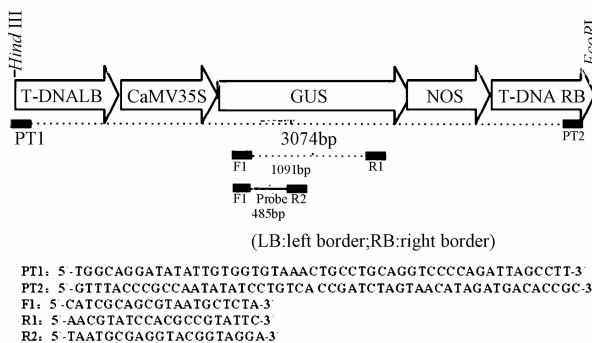 Hind III
EcoRI
T-DNALB CaMV35S GUS NOS T-DNA RB
PT1 3074bp PT2
F1 1091bp R1
F1 Probe R2
485bp
(LB:left border;RB:right border)
PT1: 5'-TGGCAGGATATATTGTGGTGTAAACTGCCTGCAGGTCCCCAGATTAGCCTT-3'
PT2: 5'-GTTTACCCGCCAATATATCCTGTCA CCGATCTAGTAACATAGATGACACCGC-3'
F1: 5'-CATCGCAGCGTAATGCTCTA-3'
R1: 5'-AACGTATCCACGCCGTATTC-3'
R2: 5'-TAATGCGAGGTACGGTAGGA-3'